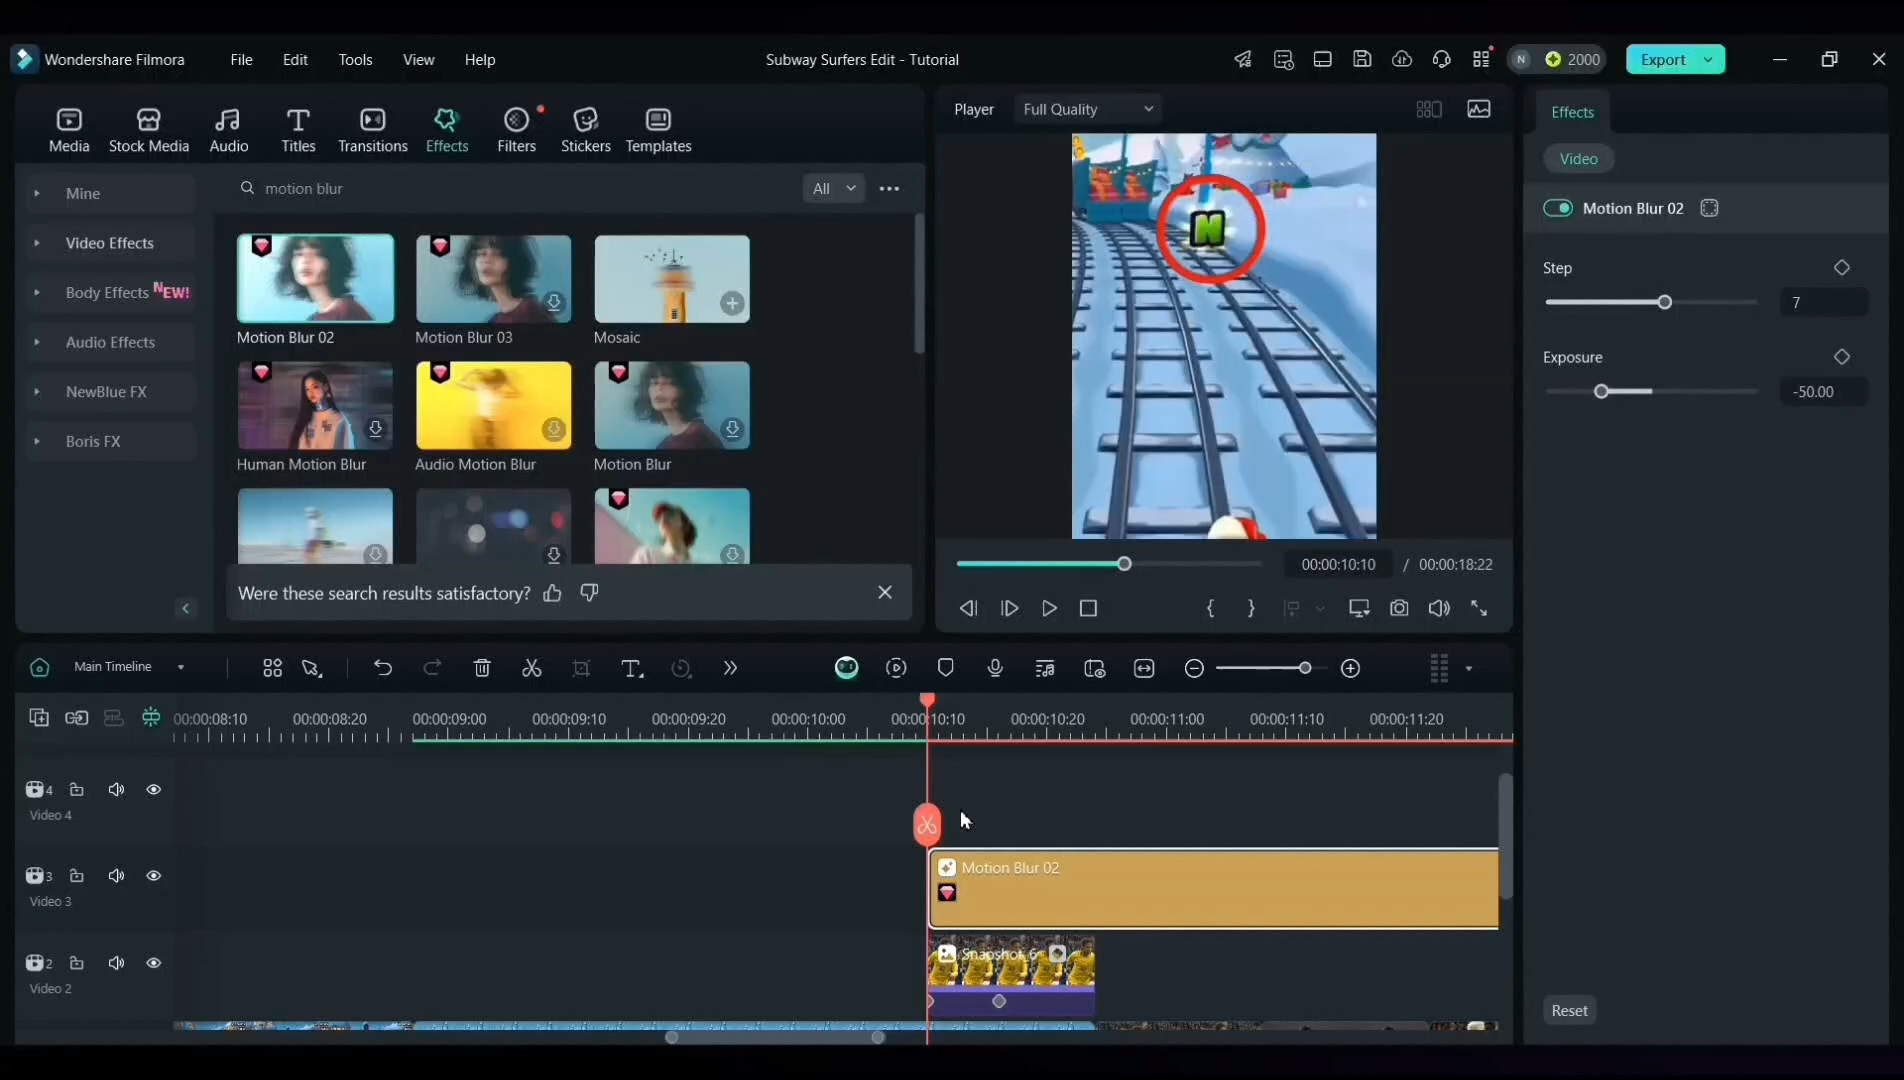 Wondershare Filmora File Edit Tools View Help Subway Surfers Edit - Tutorial N 2000 Export
Media Stock Media Audio Titles Transitions Effects Filters Stickers Templates
Player Full Quality
Effects
Video
Mine
Video Effects
Body Effects NEW!
Audio Effects
NewBlue FX
Boris FX
motion blur All
Motion Blur 02 Motion Blur 03 Mosaic
Human Motion Blur Audio Motion Blur Motion Blur
Were these search results satisfactory?
N
00:00:10:10 / 00:00:18:22
Motion Blur 02
Step
7
Exposure
-50.00
Reset
Main Timeline
00:00:08:10 00:00:08:20 00:00:09:00 00:00:09:10 00:00:09:20 00:00:10:00 00:00:10:10 00:00:10:20 00:00:11:00 00:00:11:10 00:00:11:20
4
Video 4
3
Video 3
Motion Blur 02
2
Video 2
Snapshot_6